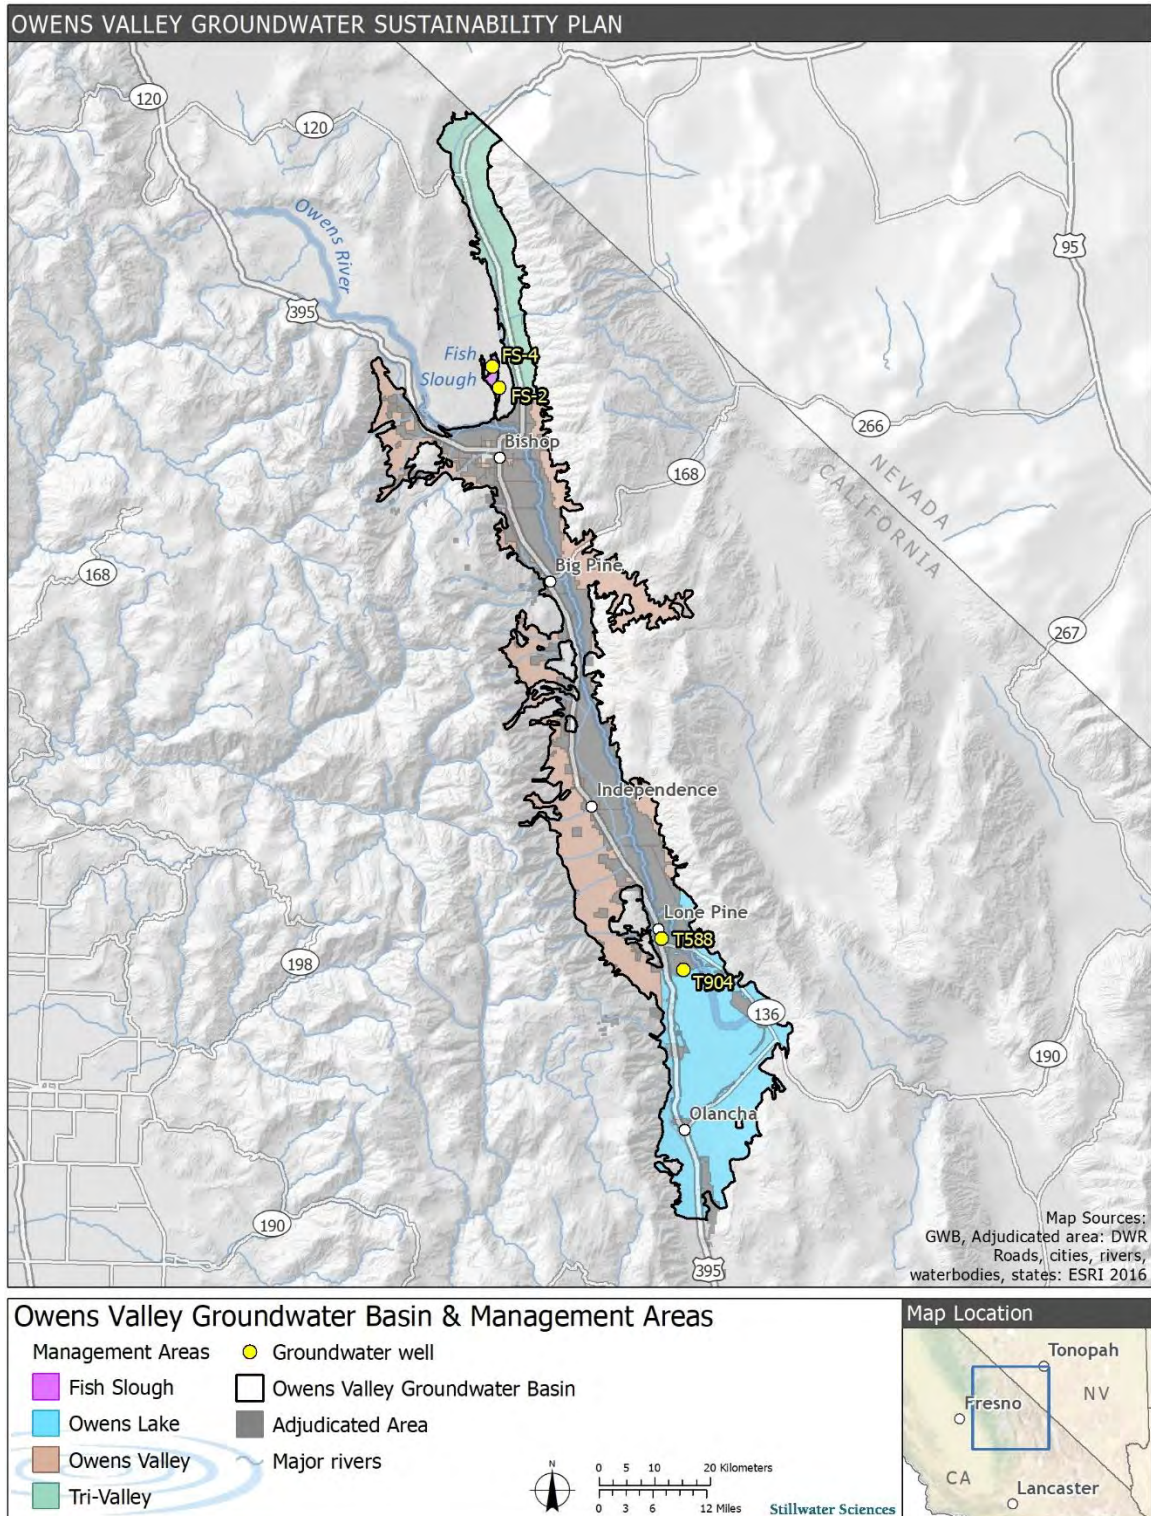 OWENS VALLEY GROUNDWATER SUSTAINABILITY PLAN
120
120
Owens
River
95
395
Fish
Slough
FS-4
FS-2
266
Bishop
168
NEVADA
CALIFORNIA
168
Big Pine
267
Independence
Lone Pine
T588
198
T904
136
190
Olancha
190
395
Map Sources:
GWB, Adjudicated area: DWR
Roads, cities, rivers,
waterbodies, states: ESRI 2016
Owens Valley Groundwater Basin & Management Areas
Management Areas
Fish Slough
Owens Lake
Owens Valley
Tri-Valley
Groundwater well
Owens Valley Groundwater Basin
Adjudicated Area
Major rivers
N
0 5 10 20 Kilometers
0 3 6 12 Miles
Stillwater Sciences
Map Location
Tonopah
NV
Fresno
CA
Lancaster